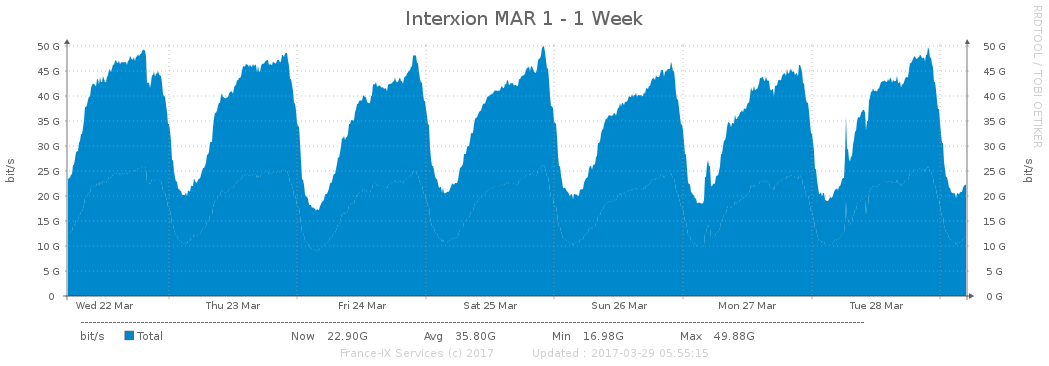 Interxion MAR 1 - 1 Week
RRDTOOL / TOBI OETIKER
50 G 50 G
45 G 45 G
40 G 40 G
35 G 35 G
30 G 30 G
25 G 25 G
20 G 20 G
15 G 15 G
10 G 10 G
5 G 5 G
0 0 G
bit/s
bit/s
Wed 22 Mar Thu 23 Mar Fri 24 Mar Sat 25 Mar Sun 26 Mar Mon 27 Mar Tue 28 Mar
bit/s Total Now 22.90G Avg 35.80G Min 16.98G Max 49.88G
France-IX Services (c) 2017 Updated : 2017-03-29 05:55:15